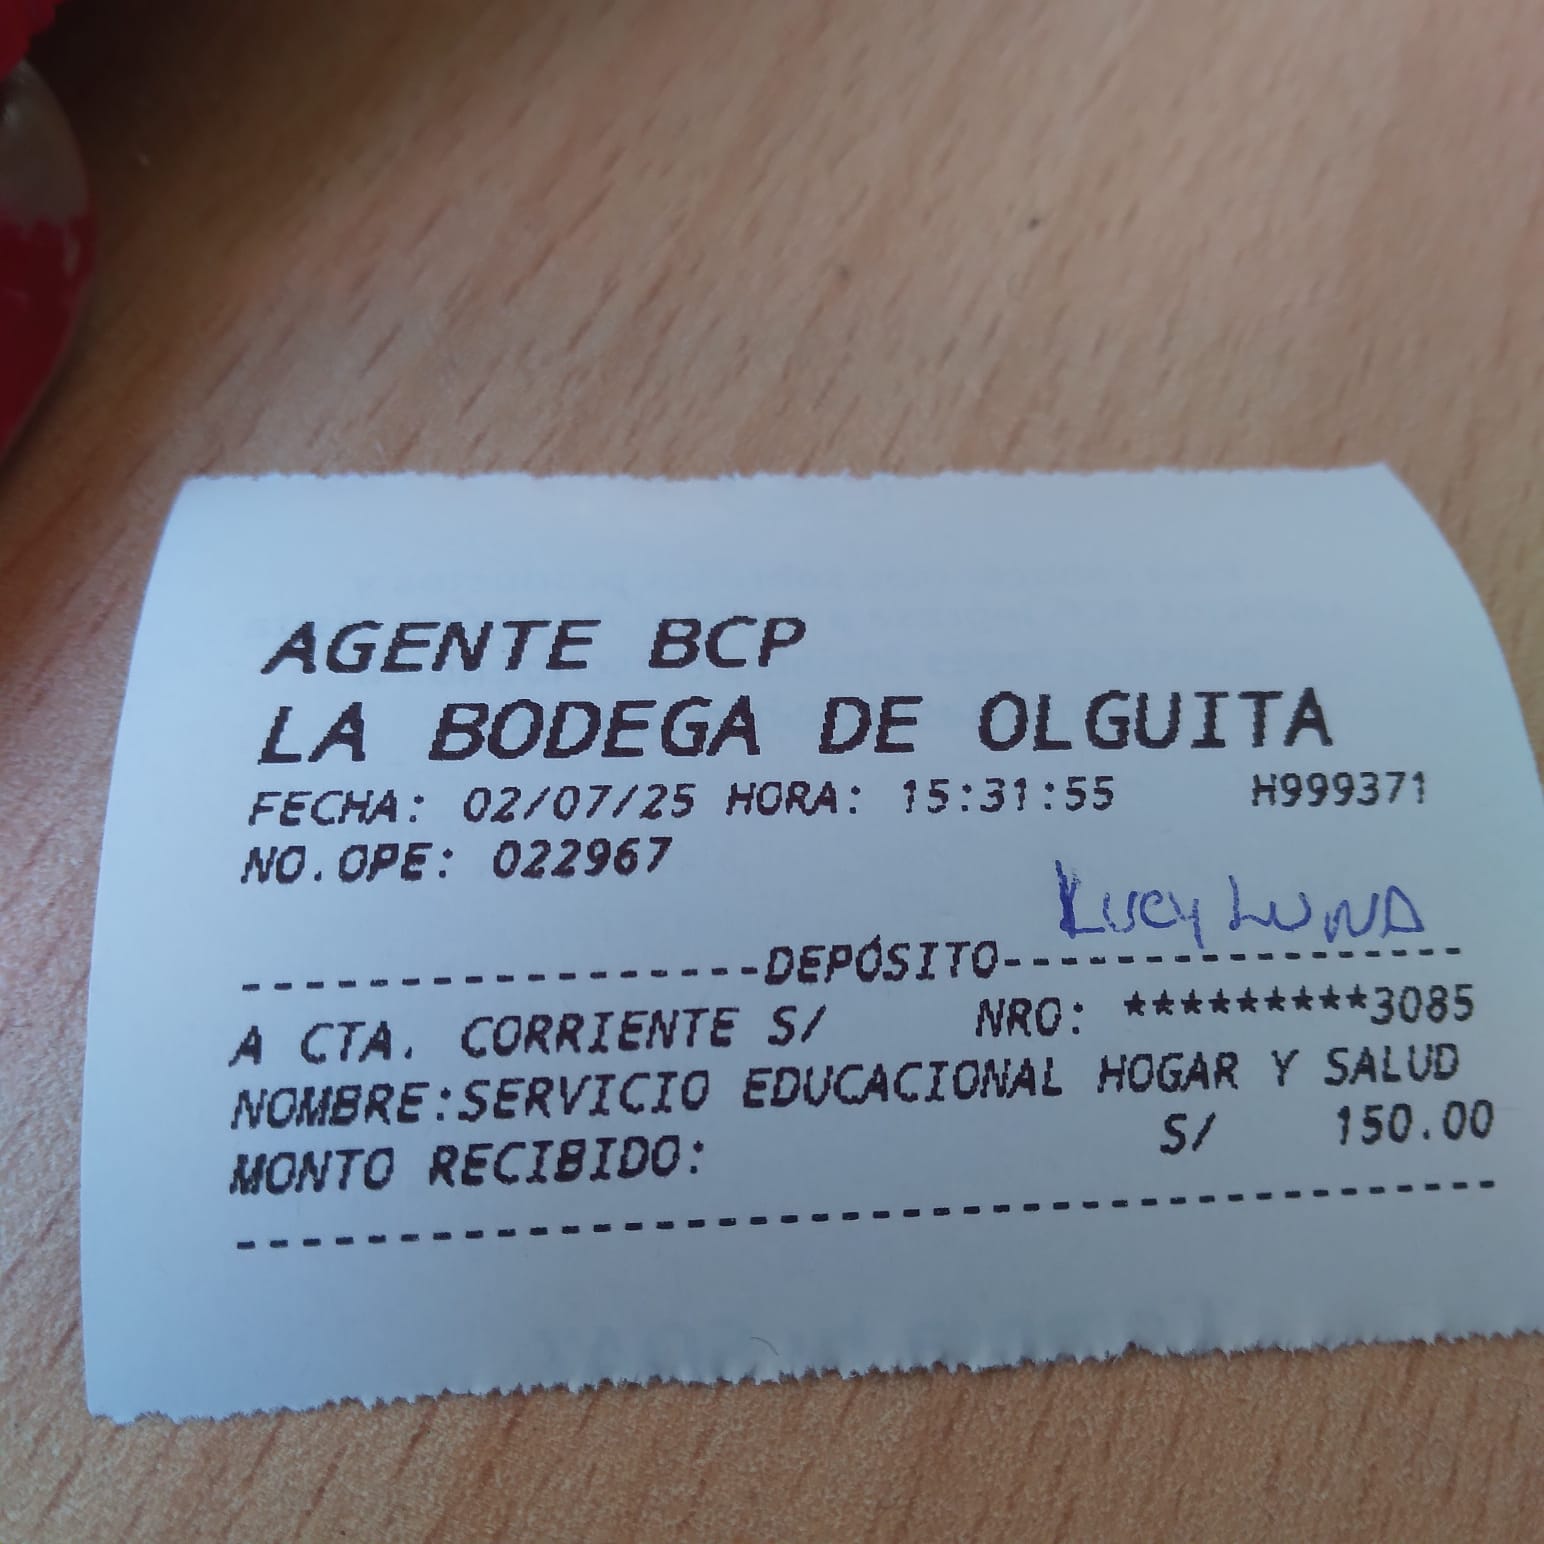 AGENTE BCP
LA BODEGA DE OLGUITA
FECHA: 02/07/25 HORA: 15:31:55 H999371
NO.OPE: 022967
Lucy Luna
-----------------DEPÓSITO-----------------
A CTA. CORRIENTE S/ NRO: *********3085
NOMBRE:SERVICIO EDUCACIONAL HOGAR Y SALUD
MONTO RECIBIDO: S/ 150.00
---------------------------------------